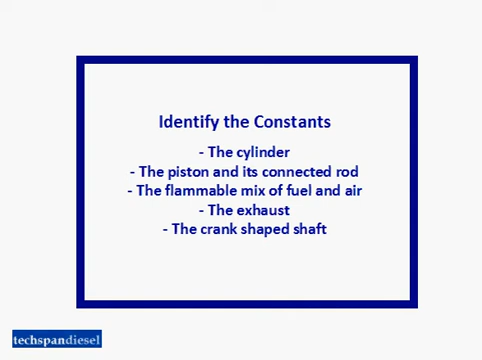 Identify the Constants
- The cylinder
- The piston and its connected rod
- The flammable mix of fuel and air
- The exhaust
- The crank shaped shaft
techspandiesel